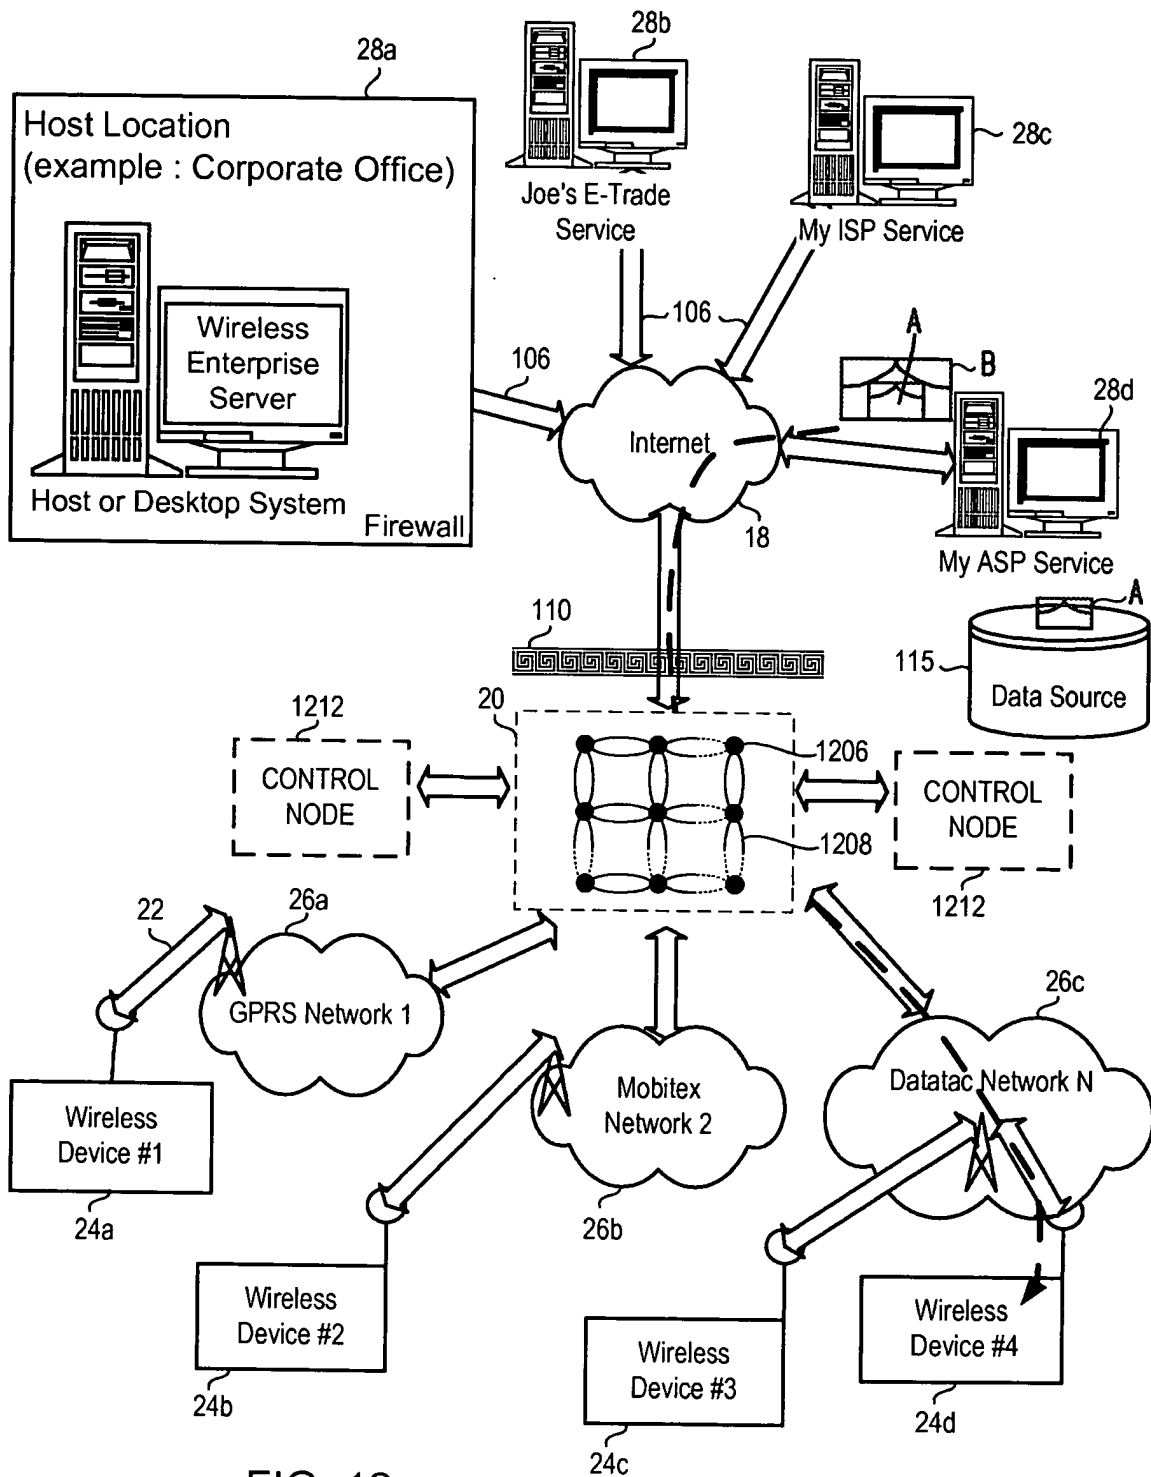 28a
28b
28c
Host Location
(example : Corporate Office)
Wireless
Enterprise
Server
Host or Desktop System
Firewall
Joe's E-Trade
Service
My ISP Service
106
106
A
B
28d
Internet
18
My ASP Service
A
115
Data Source
110
20
1212
CONTROL
NODE
1206
1208
CONTROL
NODE
1212
22
26a
GPRS Network 1
26c
Mobitex
Network 2
26b
Datatac Network N
Wireless
Device #1
24a
Wireless
Device #2
24b
Wireless
Device #3
24c
Wireless
Device #4
24d